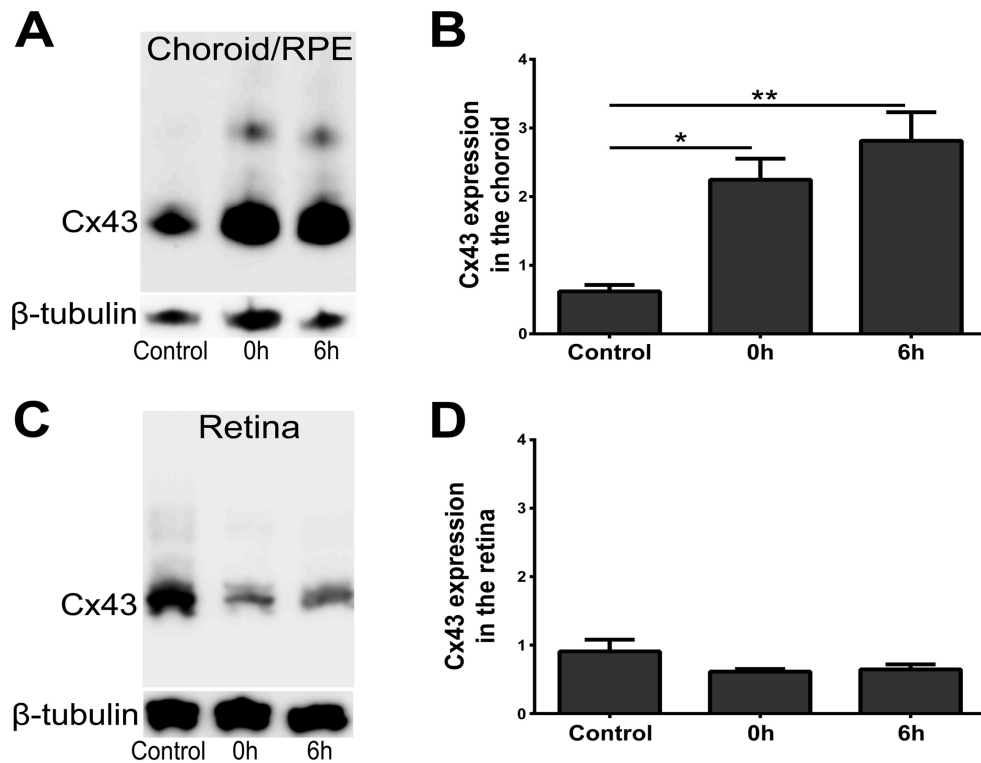 A
Choroid/RPE
Cx43
β-tubulin
Control 0h 6h
B
Cx43 expression
in the choroid
4
3
2
1
0
**
*
Control 0h 6h
C
Retina
Cx43
β-tubulin
Control 0h 6h
D
Cx43 expression
in the retina
4
3
2
1
0
Control 0h 6h